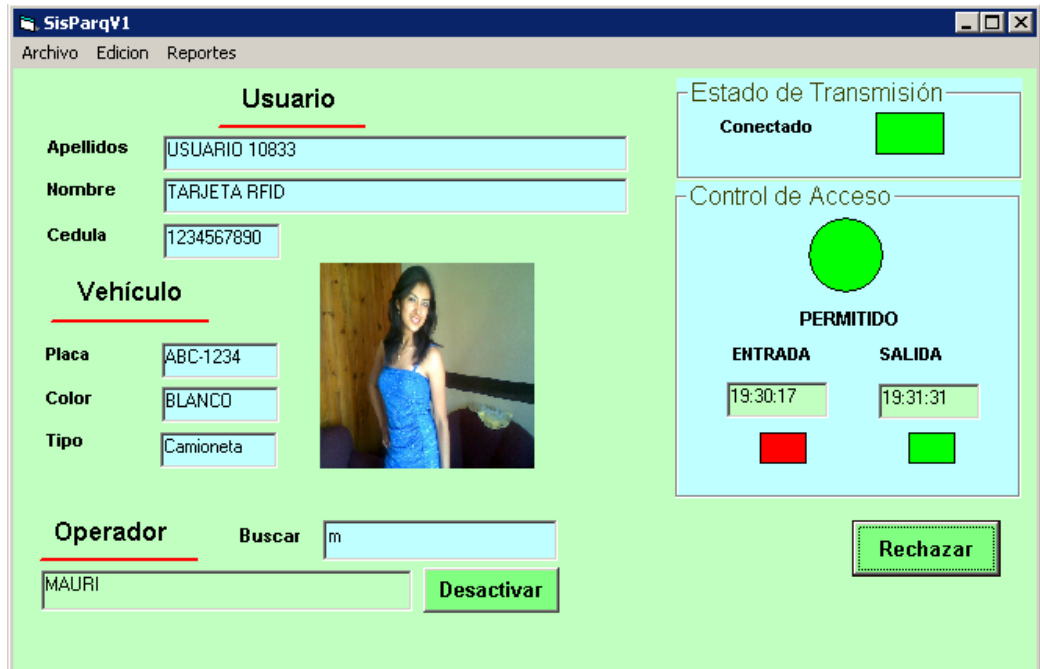 SisParqV1
Archivo Edicion Reportes
Usuario
Apellidos USUARIO 10833
Nombre TARJETA RFID
Cedula 1234567890
Vehículo
Placa ABC-1234
Color BLANCO
Tipo Camioneta
Operador
Buscar m
MAURI
Desactivar
Estado de Transmisión
Conectado
Control de Acceso
PERMITIDO
ENTRADA SALIDA
19:30:17 19:31:31
Rechazar